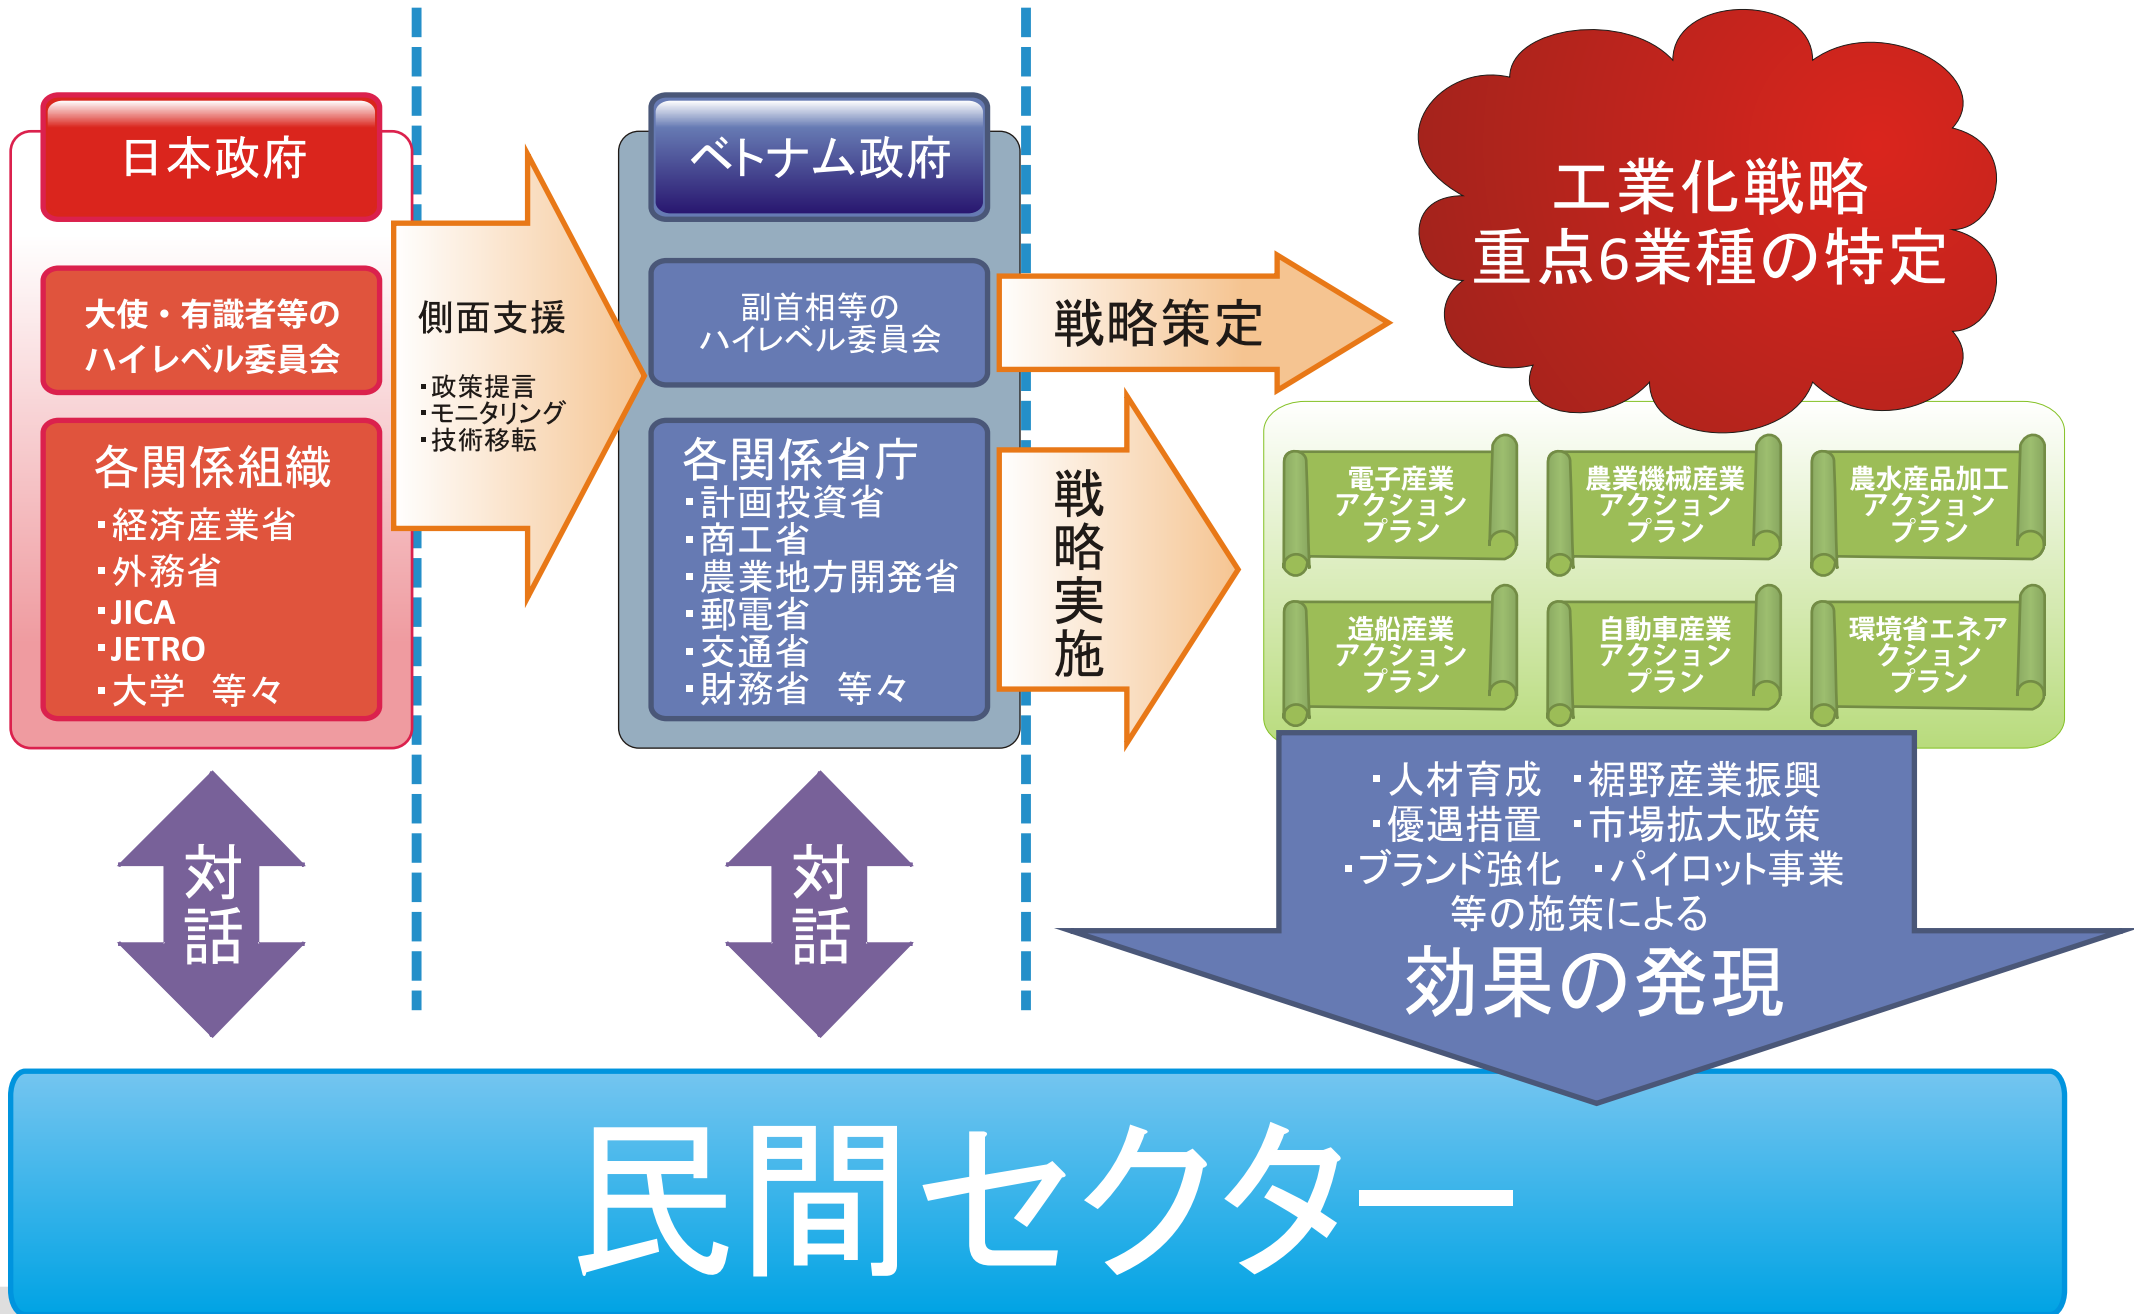 日本政府
大使・有識者等の
ハイレベル委員会
各関係組織
・経済産業省
・外務省
・JICA
・JETRO
・大学　等々
側面支援
・政策提言
・モニタリング
・技術移転
ベトナム政府
副首相等の
ハイレベル委員会
各関係省庁
・計画投資省
・商工省
・農業地方開発省
・郵電省
・交通省
・財務省　等々
戦略策定
戦略実施
工業化戦略
重点6業種の特定
電子産業
アクション
プラン
農業機械産業
アクション
プラン
農水産品加工
アクション
プラン
造船産業
アクション
プラン
自動車産業
アクション
プラン
環境省エネア
クション
プラン
・人材育成　・裾野産業振興
・優遇措置　・市場拡大政策
・ブランド強化　・パイロット事業
等の施策による
効果の発現
対話
対話
民間セクター